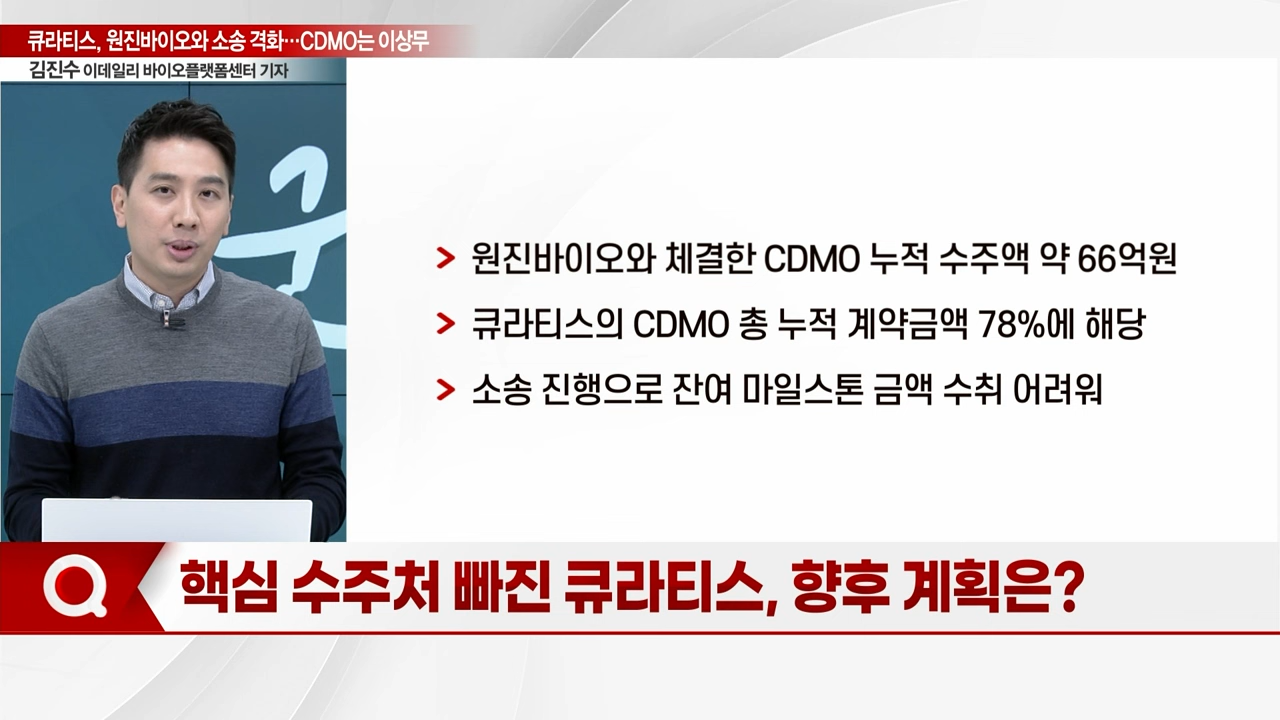 큐라티스, 원진바이오와 소송 격화…CDMO는 이상무
김진수 이데일리 바이오플랫폼센터 기자
> 원진바이오와 체결한 CDMO 누적 수주액 약 66억원
> 큐라티스의 CDMO 총 누적 계약금액 78%에 해당
> 소송 진행으로 잔여 마일스톤 금액 수취 어려워
Q 핵심 수주처 빠진 큐라티스, 향후 계획은?